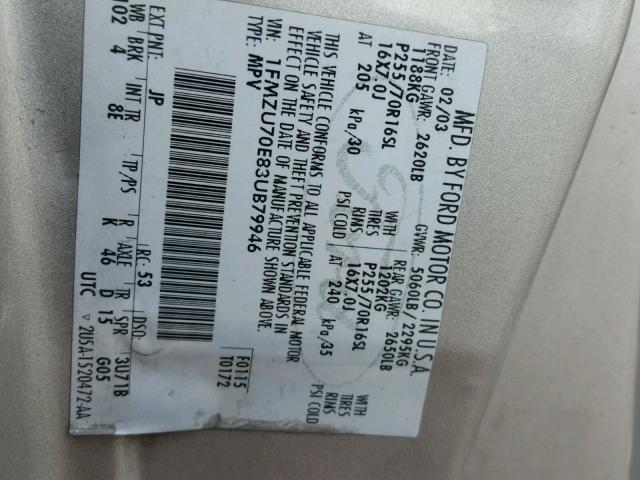 MFD. BY FORD MOTOR CO. IN U.S.A.
DATE: 02/03 GVWR: 5060LB/ 2295KG
FRONT GAWR: 2620LB REAR GAWR: 2650LB
1188KG WITH 1202KG WITH
P255/70R16SL TIRES P255/70R16SL TIRES
16X7.0J RIMS 16X7.0J RIMS
AT 205 kPa/30 PSI COLD AT 240 kPa/35 PSI COLD
THIS VEHICLE CONFORMS TO ALL APPLICABLE FEDERAL MOTOR
VEHICLE SAFETY AND THEFT PREVENTION STANDARDS IN
EFFECT ON THE DATE OF MANUFACTURE SHOWN ABOVE.
VIN: 1FMZU70E83UB79946 F0115
TYPE: MPV T0172
EXT PNT: JP RC: 53 DSO:
WB BRK INT TR TP/PS R AXLE TR SPR 3U71B
102 4 8E K 46 D 15 G05
UTC ▽ 2U5A-1520472-AA